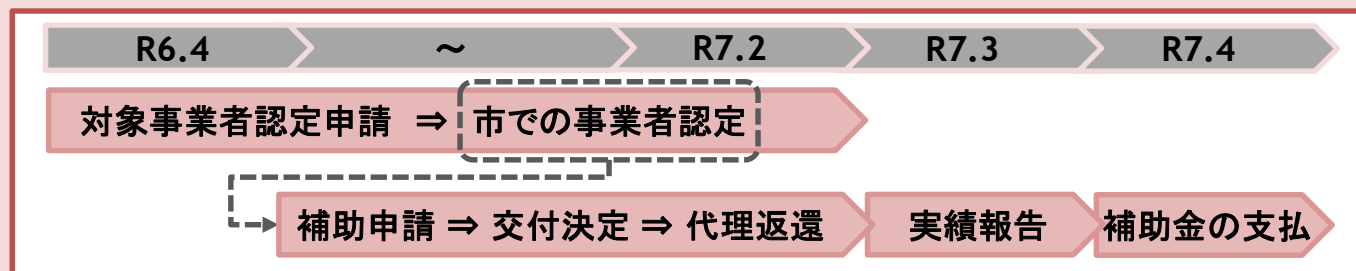 R6.4 ～ R7.2 R7.3 R7.4
対象事業者認定申請 ⇒ 市での事業者認定
補助申請 ⇒ 交付決定 ⇒ 代理返還 実績報告 補助金の支払